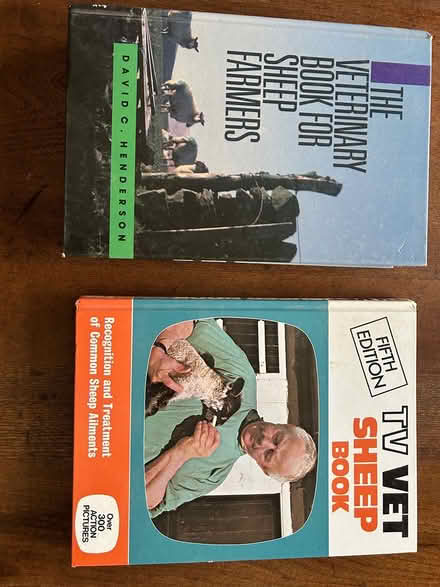 THE
VETERINARY
BOOK FOR
SHEEP
FARMERS
DAVID C. HENDERSON
FIFTH
EDITION
TV VET
SHEEP
BOOK
Recognition and Treatment
of Common Sheep Ailments
Over
300
ACTION
PICTURES